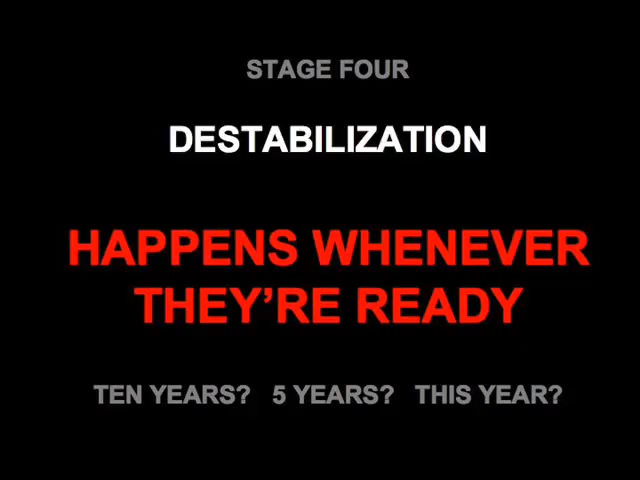 STAGE FOUR
DESTABILIZATION
HAPPENS WHENEVER
THEY’RE READY
TEN YEARS? 5 YEARS? THIS YEAR?